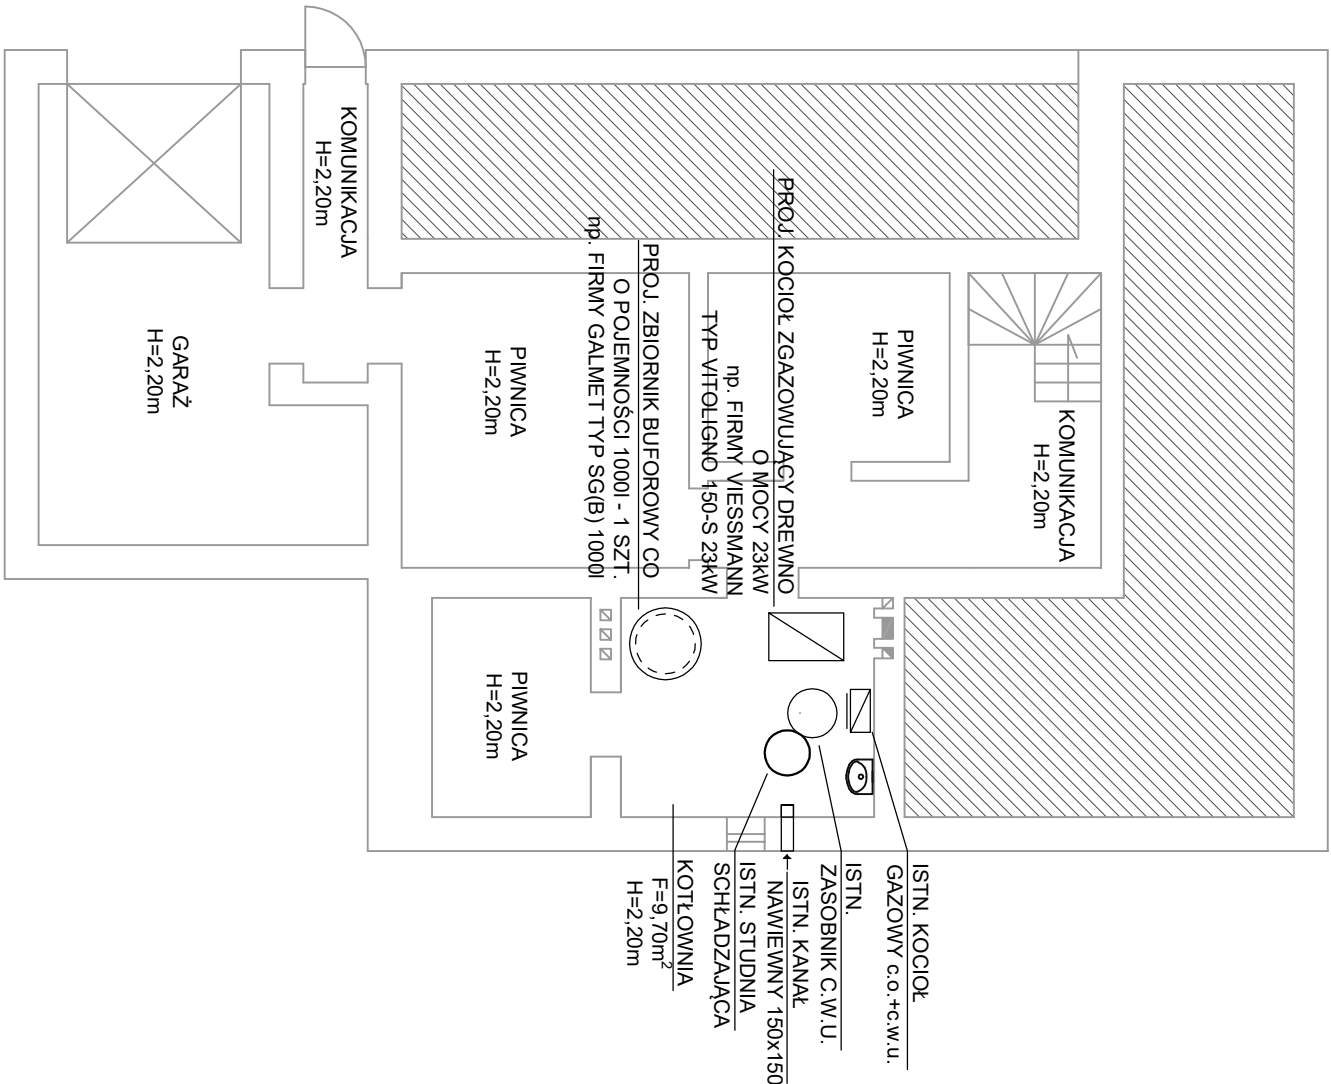 KOMUNIKACJA
H=2,20m
GARAŻ
H=2,20m
PIWNICA
H=2,20m
PIWNICA
H=2,20m
KOMUNIKACJA
H=2,20m
PIWNICA
H=2,20m
PROJ. KOCIOŁ ZGAZOWUJĄCY DREWNO
O MOCY 23kW
np. FIRMY VIESSMANN
TYP VITOLIGNO 150-S 23kW
PROJ. ZBIORNIK BUFOROWY CO
O POJEMNOŚCI 1000l - 1 SZT.
np. FIRMY GALMET TYP SG(B) 1000l
ISTN. KOCIOŁ
GAZOWY c.o.+c.w.u.
ISTN.
ZASOBNIK C.W.U.
ISTN. KANAŁ
NAWIEWNY 150x150
ISTN. STUDNIA
SCHŁADZAJĄCA
KOTŁOWNIA
F=9,70m²
H=2,20m